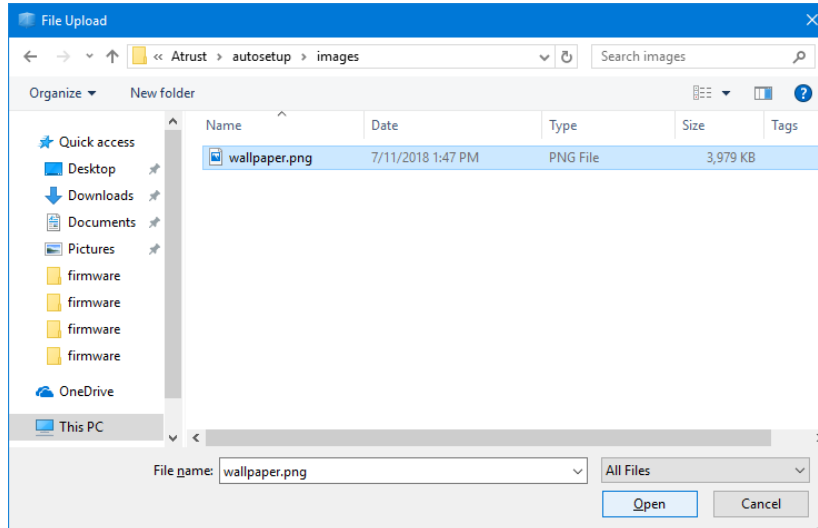 File Upload
« Atrust › autosetup › images
Search images
Organize
New folder
Name Date Type Size Tags
Quick access
wallpaper.png 7/11/2018 1:47 PM PNG File 3,979 KB
Desktop
Downloads
Documents
Pictures
firmware
firmware
firmware
firmware
OneDrive
This PC
File name: wallpaper.png
All Files
Open
Cancel